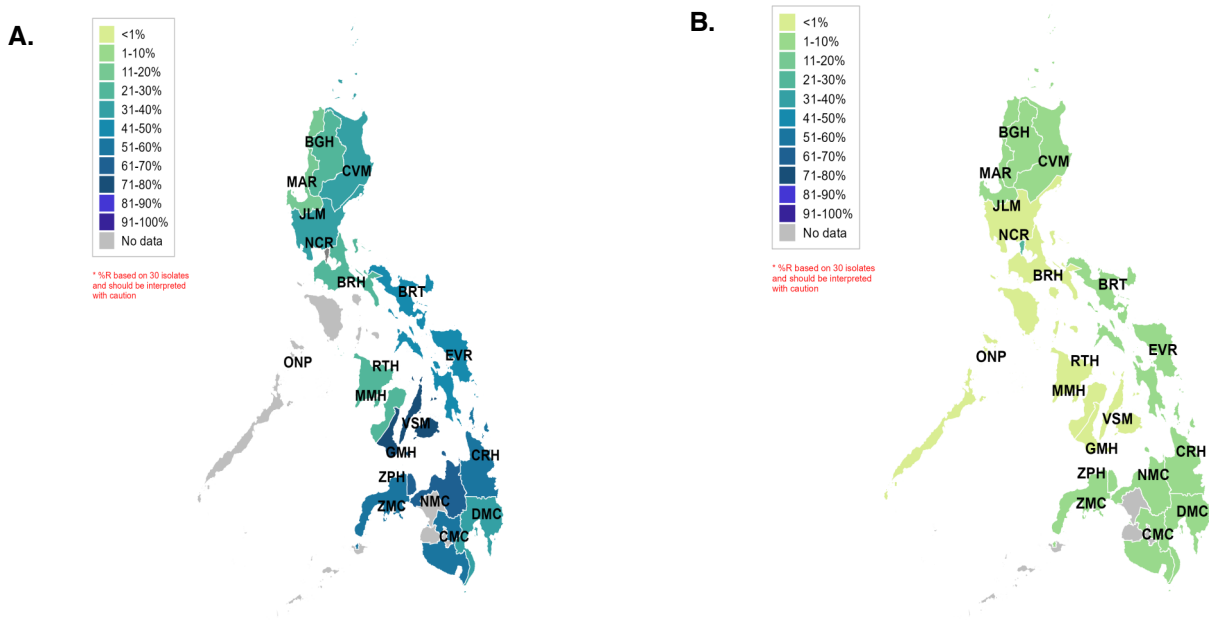 A.
<1%
1-10%
11-20%
21-30%
31-40%
41-50%
51-60%
61-70%
71-80%
81-90%
91-100%
No data
* %R based on 30 isolates
and should be interpreted
with caution
BGH
CVM
MAR
JLM
NCR
BRH
BRT
ONP
RTH
EVR
MMH
VSM
GMH
CRH
ZPH
NMC
ZMC
DMC
CMC
B.
<1%
1-10%
11-20%
21-30%
31-40%
41-50%
51-60%
61-70%
71-80%
81-90%
91-100%
No data
* %R based on 30 isolates
and should be interpreted
with caution
BGH
CVM
MAR
JLM
NCR
BRH
BRT
ONP
RTH
EVR
MMH
VSM
GMH
CRH
ZPH
NMC
ZMC
DMC
CMC